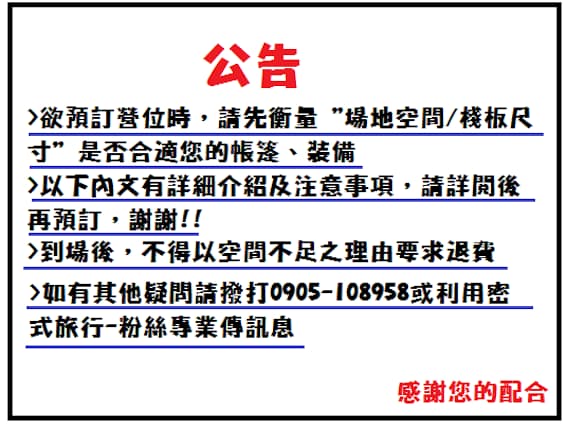 公告
>欲預訂營位時，請先衡量＂場地空間/棧板尺
寸＂是否合適您的帳篷、裝備
>以下內文有詳細介紹及注意事項，請詳閱後
再預訂，謝謝!!
>到場後，不得以空間不足之理由要求退費
>如有其他疑問請撥打0905-108958或利用密
式旅行-粉絲專業傳訊息
感謝您的配合